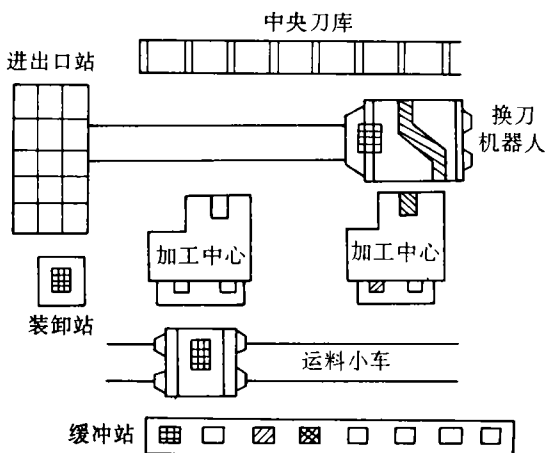 中央刀库
进出口站
换刀
机器人
加工中心
加工中心
装卸站
运料小车
缓冲站